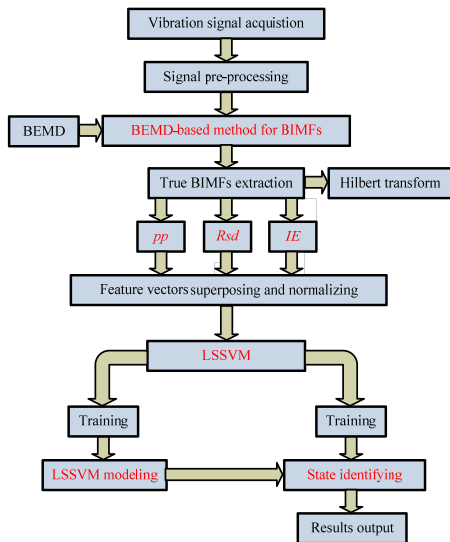 Vibration signal acquistion
Signal pre-processing
BEMD
BEMD-based method for BIMFs
True BIMFs extraction
Hilbert transform
pp
Rsd
IE
Feature vectors superposing and normalizing
LSSVM
Training
Training
LSSVM modeling
State identifying
Results output